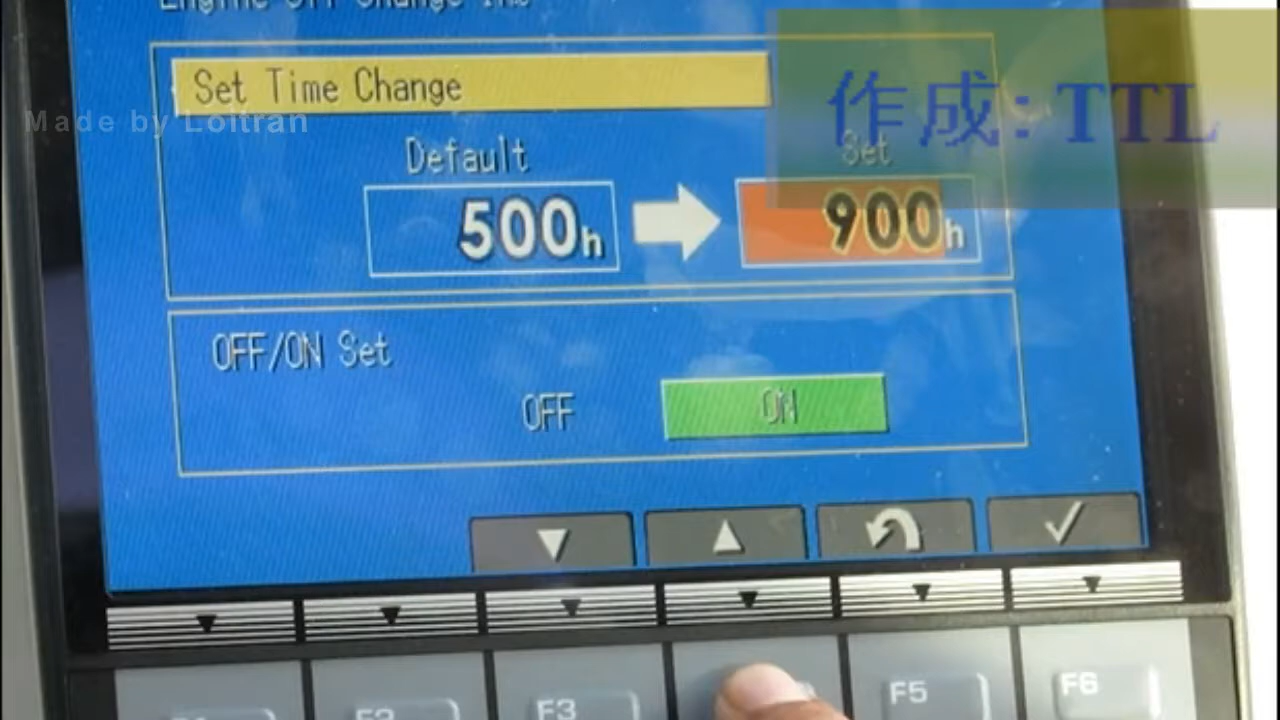 Engine Oil Change Int
Set Time Change
作成: TTL
Made by Loitran
Default
Set
500h
900h
OFF/ON Set
OFF
ON
F3
F5
F6